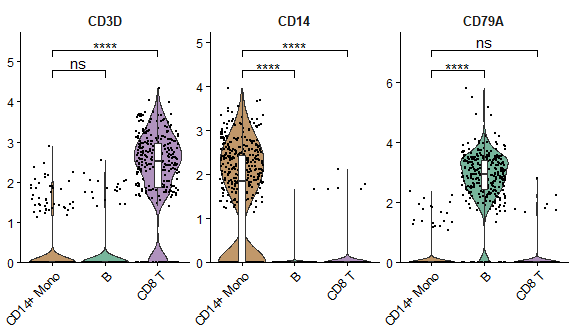 CD3D
CD14
CD79A
5
4
3
2
1
0
ns
****
CD14+ Mono
B
CD8 T
5
4
3
2
1
0
****
****
CD14+ Mono
B
CD8 T
6
4
2
0
****
ns
CD14+ Mono
B
CD8 T